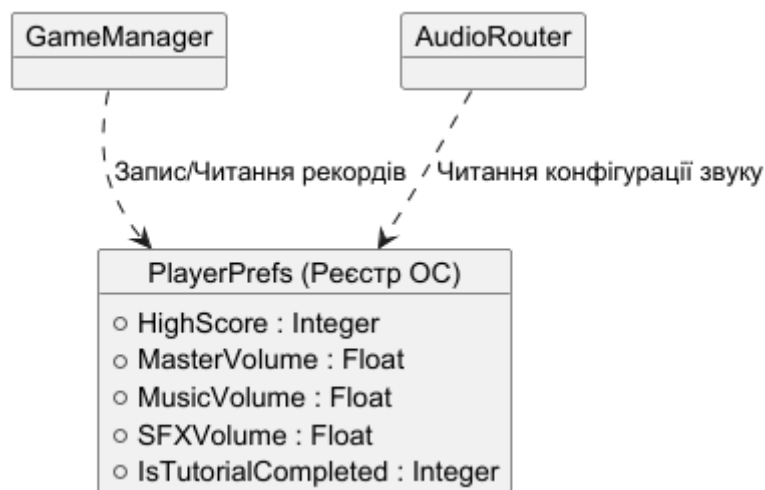 GameManager
AudioRouter
Запис/Читання рекордів
Читання конфігурації звуку
PlayerPrefs (Реєстр ОС)
HighScore : Integer
MasterVolume : Float
MusicVolume : Float
SFXVolume : Float
IsTutorialCompleted : Integer